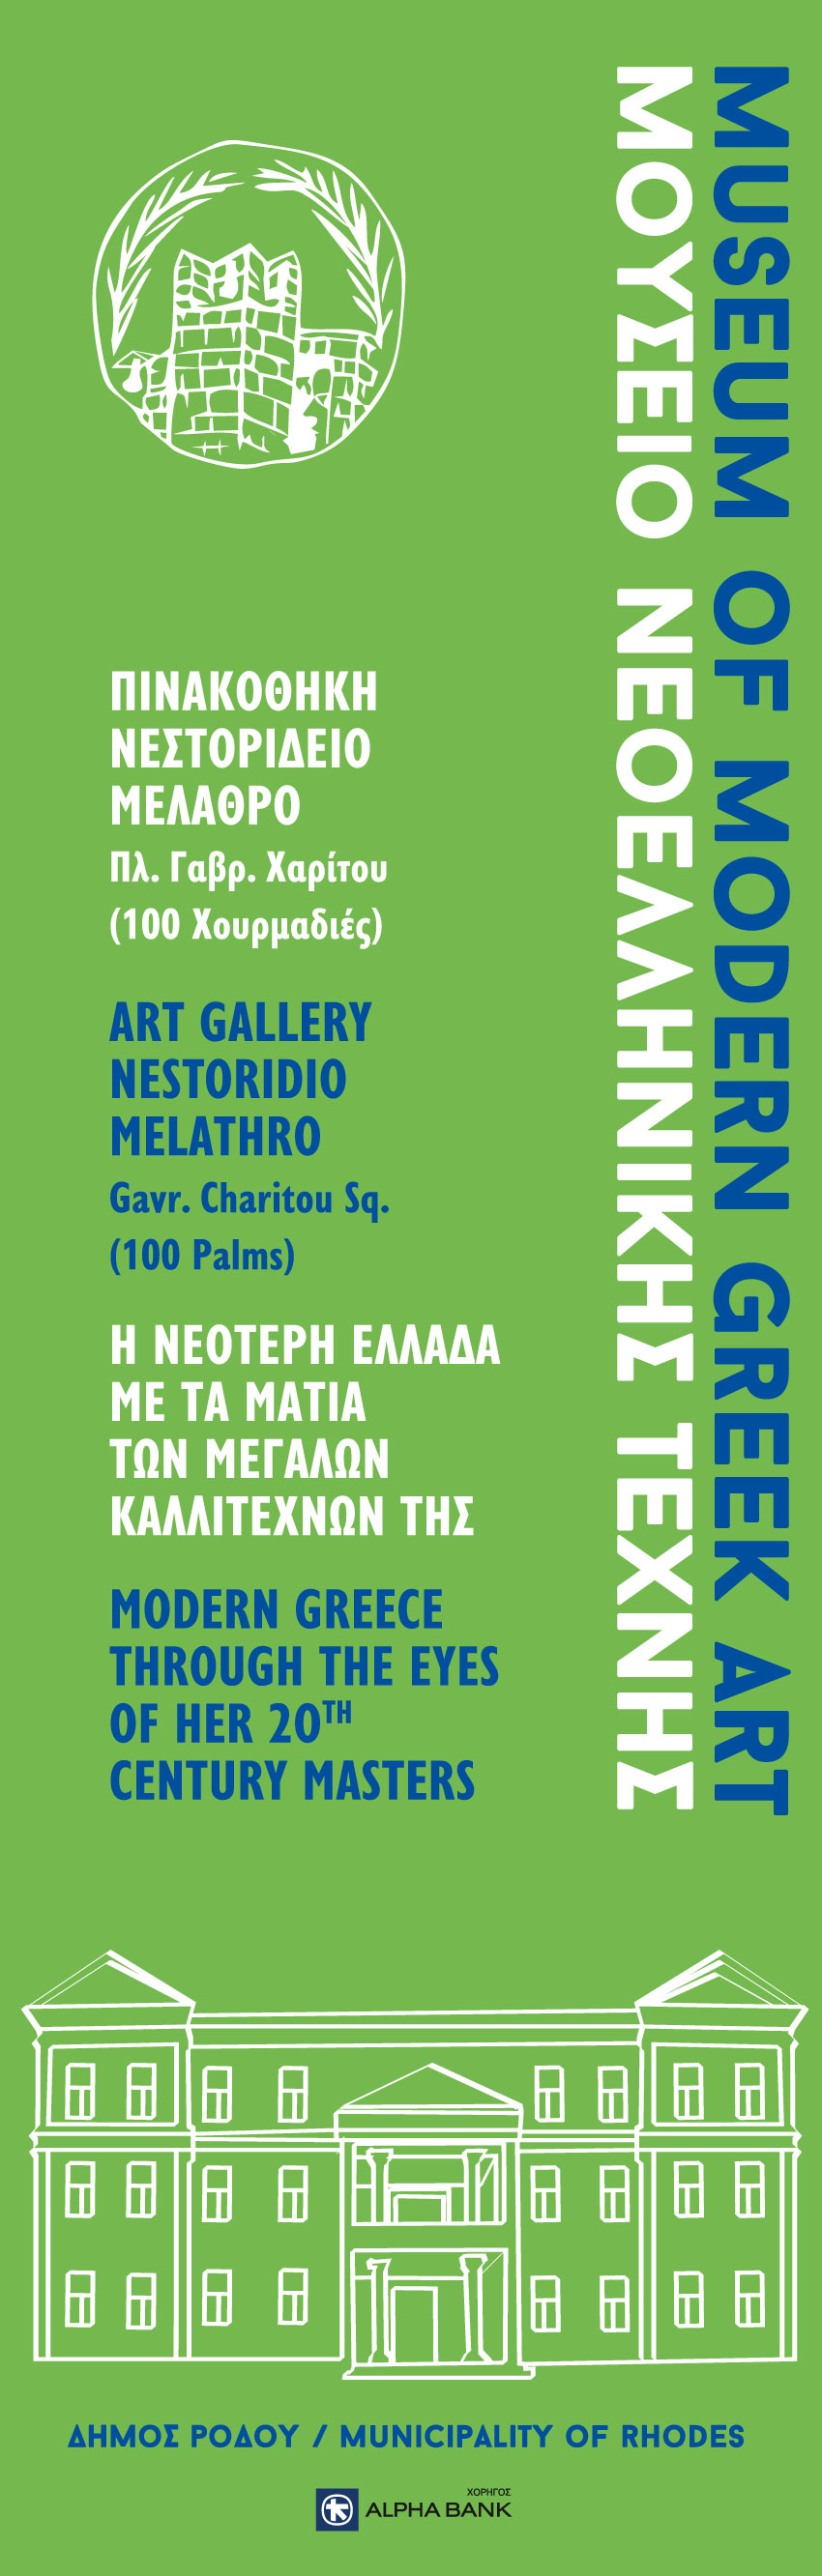 MUSEUM OF MODERN GREEK ART
ΜΟΥΣΕΙΟ ΝΕΟΕΛΛΗΝΙΚΗΣ ΤΕΧΝΗΣ
ΠΙΝΑΚΟΘΗΚΗ
ΝΕΣΤΟΡΙΔΕΙΟ
ΜΕΛΑΘΡΟ
Πλ. Γαβρ. Χαρίτου
(100 Χουρμαδιές)
ART GALLERY
NESTORIDIO
MELATHRO
Gavr. Charitou Sq.
(100 Palms)
Η ΝΕΟΤΕΡΗ ΕΛΛΑΔΑ
ΜΕ ΤΑ ΜΑΤΙΑ
ΤΩΝ ΜΕΓΑΛΩΝ
ΚΑΛΛΙΤΕΧΝΩΝ ΤΗΣ
MODERN GREECE
THROUGH THE EYES
OF HER 20TH
CENTURY MASTERS
ΔΗΜΟΣ ΡΟΔΟΥ / MUNICIPALITY OF RHODES
ΧΟΡΗΓΟΣ
ALPHA BANK